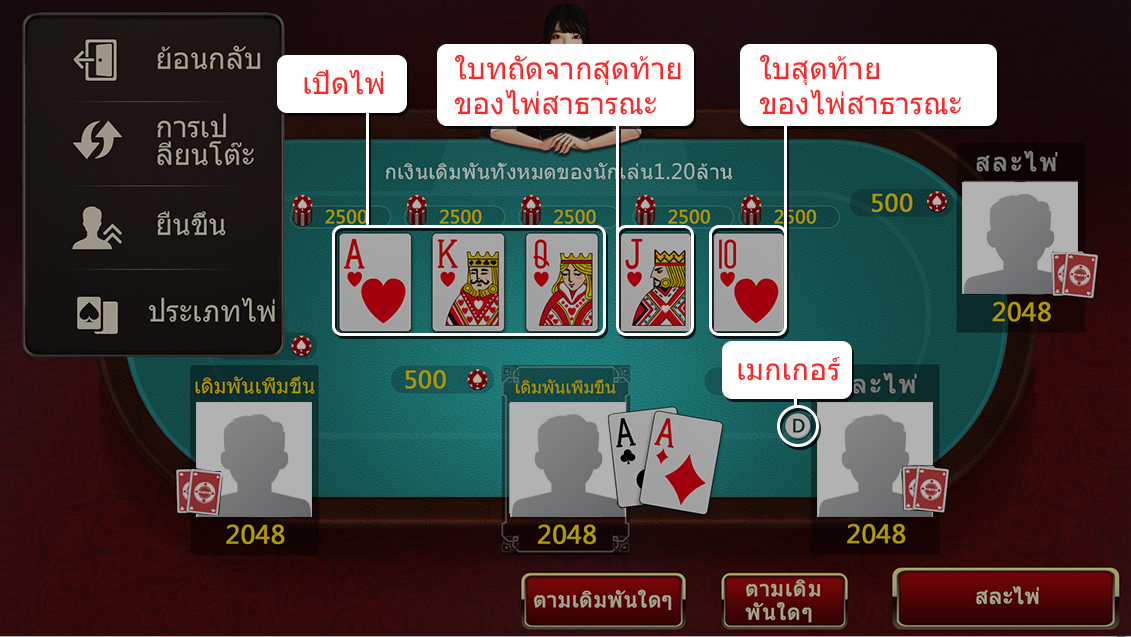 ย้อนกลับ
การเป
ลี่ยนโต๊ะ
ยืนขึ้น
ประเภทไพ่
เปิดไพ่
ใบทถัดจากสุดท้าย
ของไพ่สาธารณะ
ใบสุดท้าย
ของไพ่สาธารณะ
กเงินเดิมพันทั้งหมดของนักเล่น1.20ล้าน
2500
2500
2500
2500
2500
A
K
Q
J
10
500
สละไพ่
2048
เมกเกอร์
D
เดิมพันเพิ่มขึ้น
2048
500
เดิมพันเพิ่มขึ้น
A
A
2048
ละไพ่
2048
ตามเดิมพันใดๆ
ตามเดิม
พันใดๆ
สละไพ่